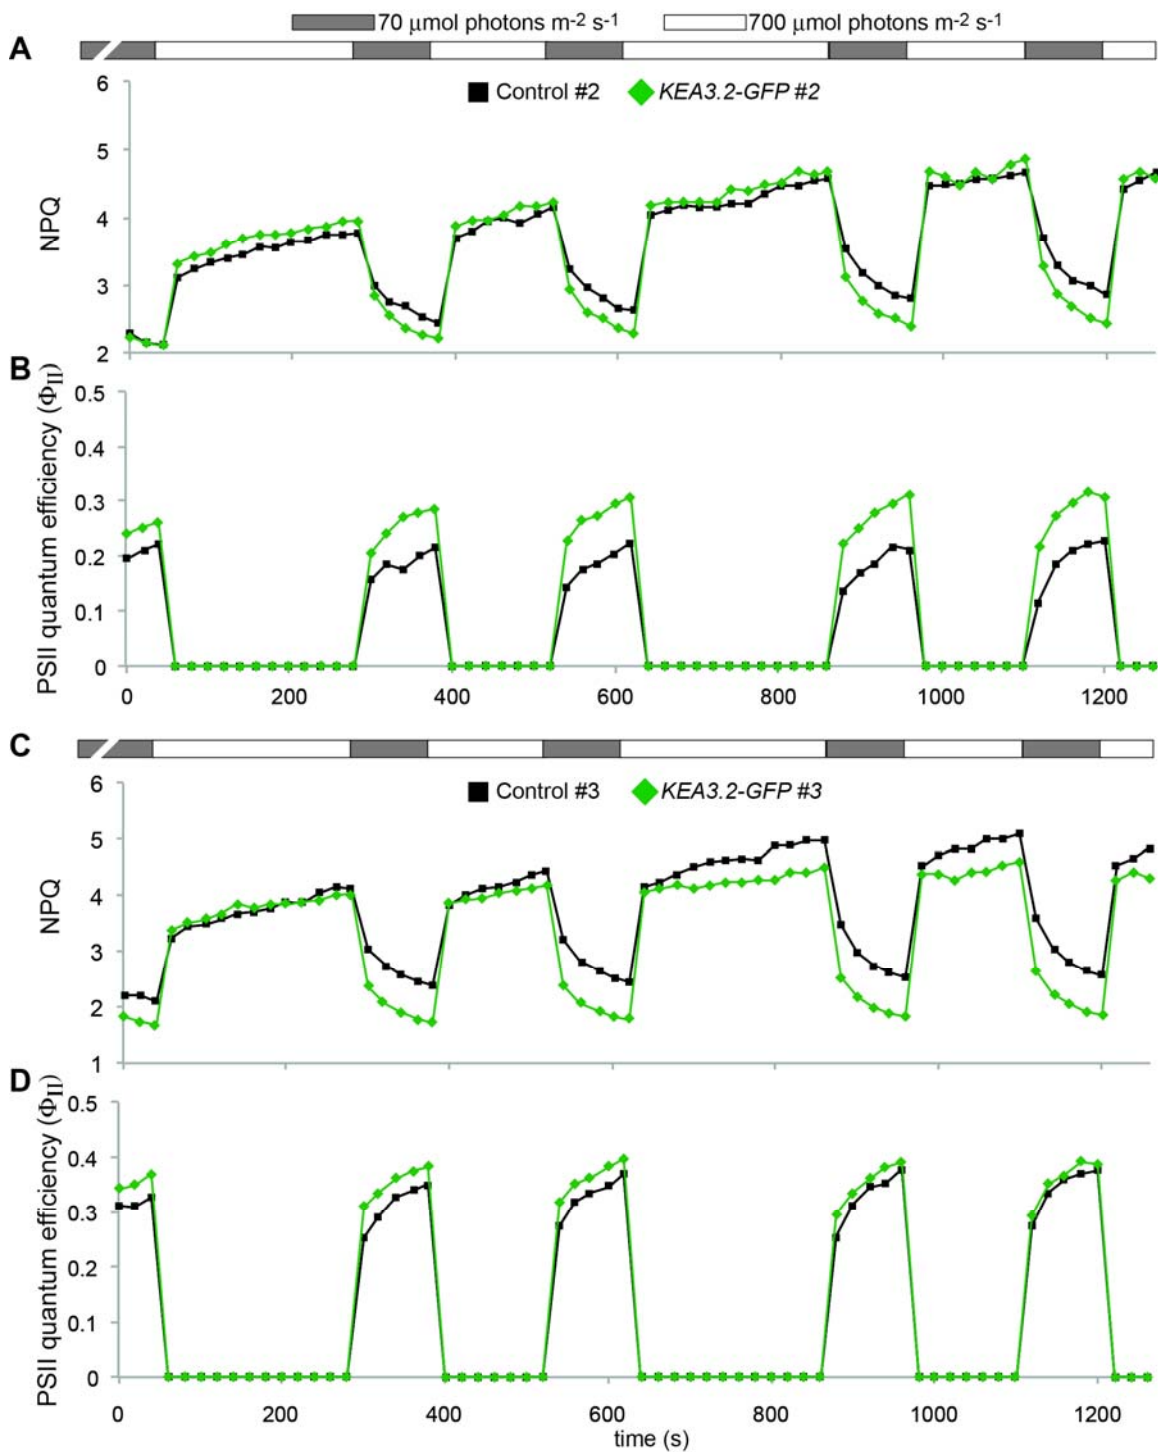 70 µmol photons m-2 s-1 700 µmol photons m-2 s-1
A
6
Control #2 KEA3.2-GFP #2
5
4
3
2
NPQ
B
0.5
0.4
0.3
0.2
0.1
0
PSII quantum efficiency (ΦII)
0 200 400 600 800 1000 1200
C
6
Control #3 KEA3.2-GFP #3
5
4
3
2
1
NPQ
D
0.5
0.4
0.3
0.2
0.1
0
PSII quantum efficiency (ΦII)
0 200 400 600 800 1000 1200
time (s)